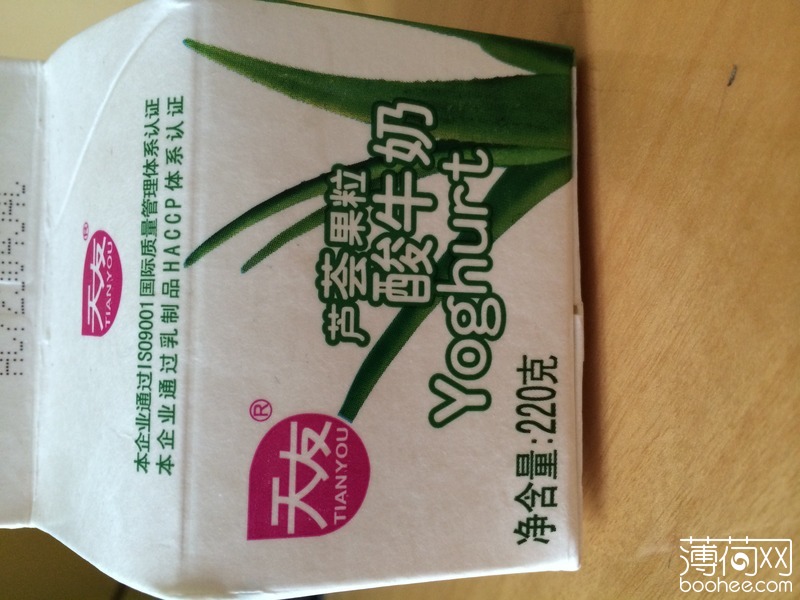 天友®
TIANYOU
本企业通过ISO9001国际质量管理体系认证
本企业通过乳制品HACCP体系认证
天友®
TIANYOU
芦荟果粒
酸牛奶
Yoghurt
净含量:220克
薄荷网
boohee.com